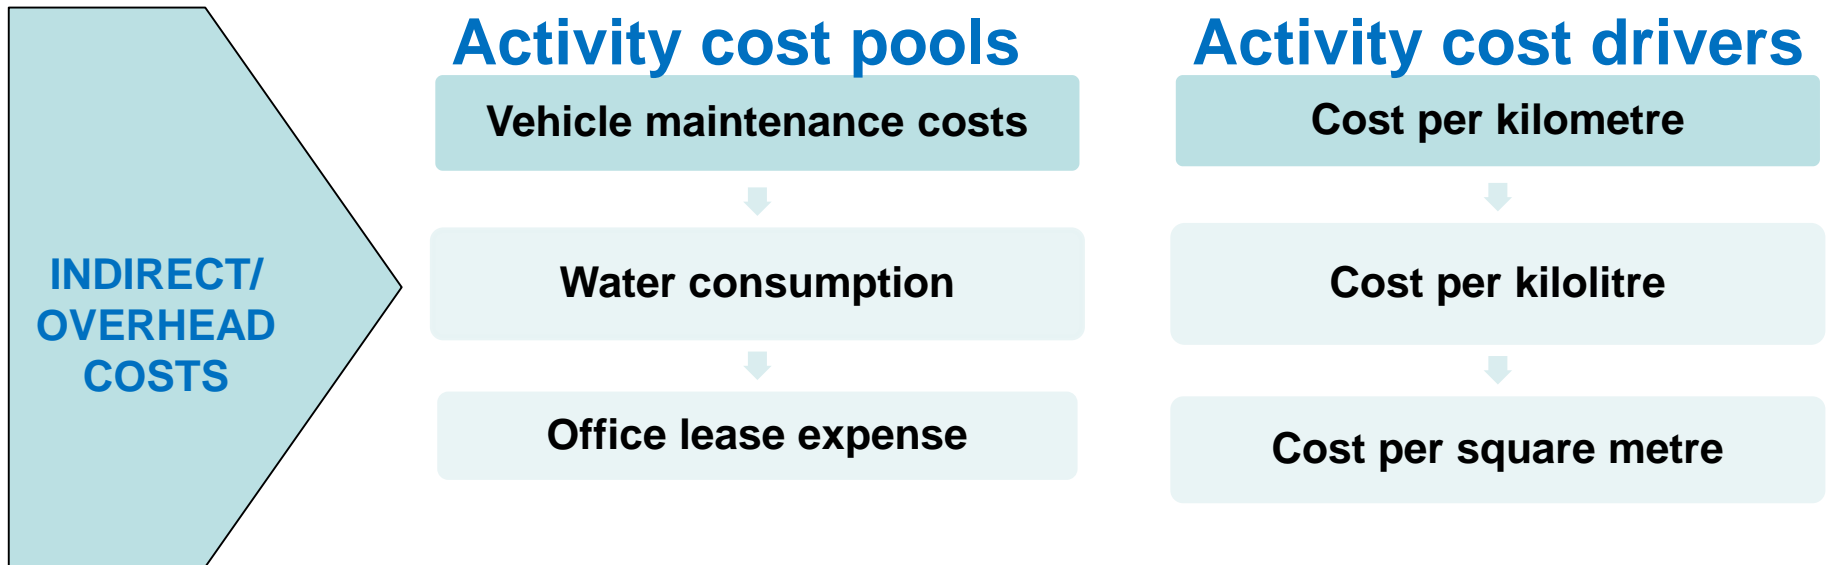 INDIRECT/
OVERHEAD
COSTS
Activity cost pools
Vehicle maintenance costs
Water consumption
Office lease expense
Activity cost drivers
Cost per kilometre
Cost per kilolitre
Cost per square metre